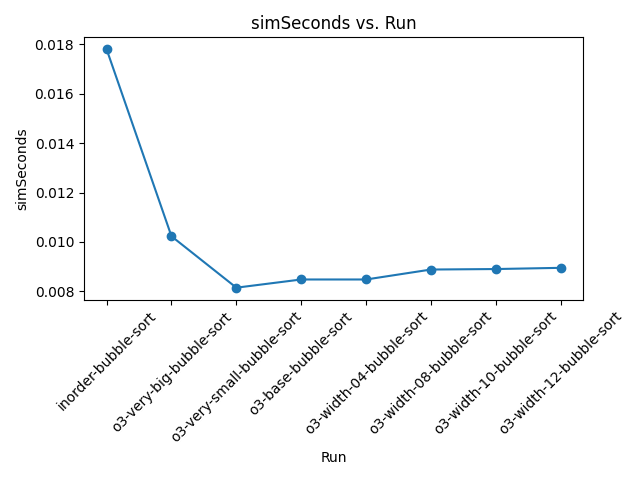 simSeconds vs. Run
simSeconds
0.018
0.016
0.014
0.012
0.010
0.008
inorder-bubble-sort
o3-very-big-bubble-sort
o3-very-small-bubble-sort
o3-base-bubble-sort
o3-width-04-bubble-sort
o3-width-08-bubble-sort
o3-width-10-bubble-sort
o3-width-12-bubble-sort
Run